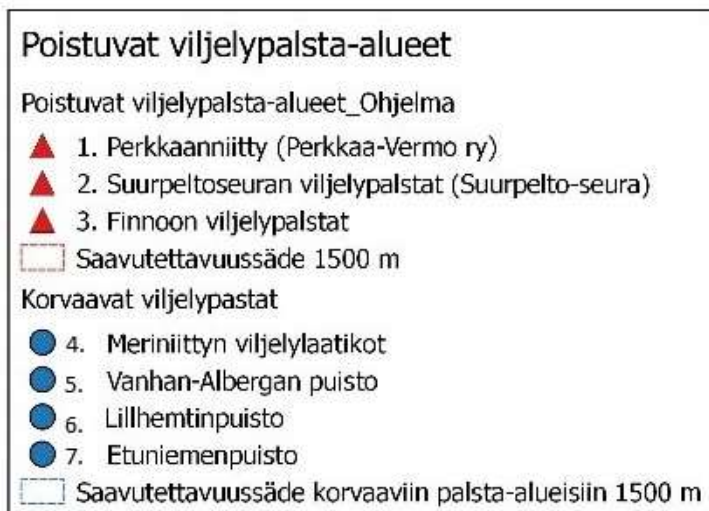 Poistuvat viljelypalsta-alueet
Poistuvat viljelypalsta-alueet_Ohjelma
1. Perkkaanniitty (Perkkaa-Vermo ry)
2. Suurpeltoseuran viljelypalstat (Suurpelto-seura)
3. Finnoon viljelypalstat
Saavutettavuussäde 1500 m
Korvaavat viljelypastat
4. Meriniittyn viljelylaatikot
5. Vanhan-Albergan puisto
6. Lillhemtinpuisto
7. Etuniemenpuisto
Saavutettavuussäde korvaaviin palsta-alueisiin 1500 m